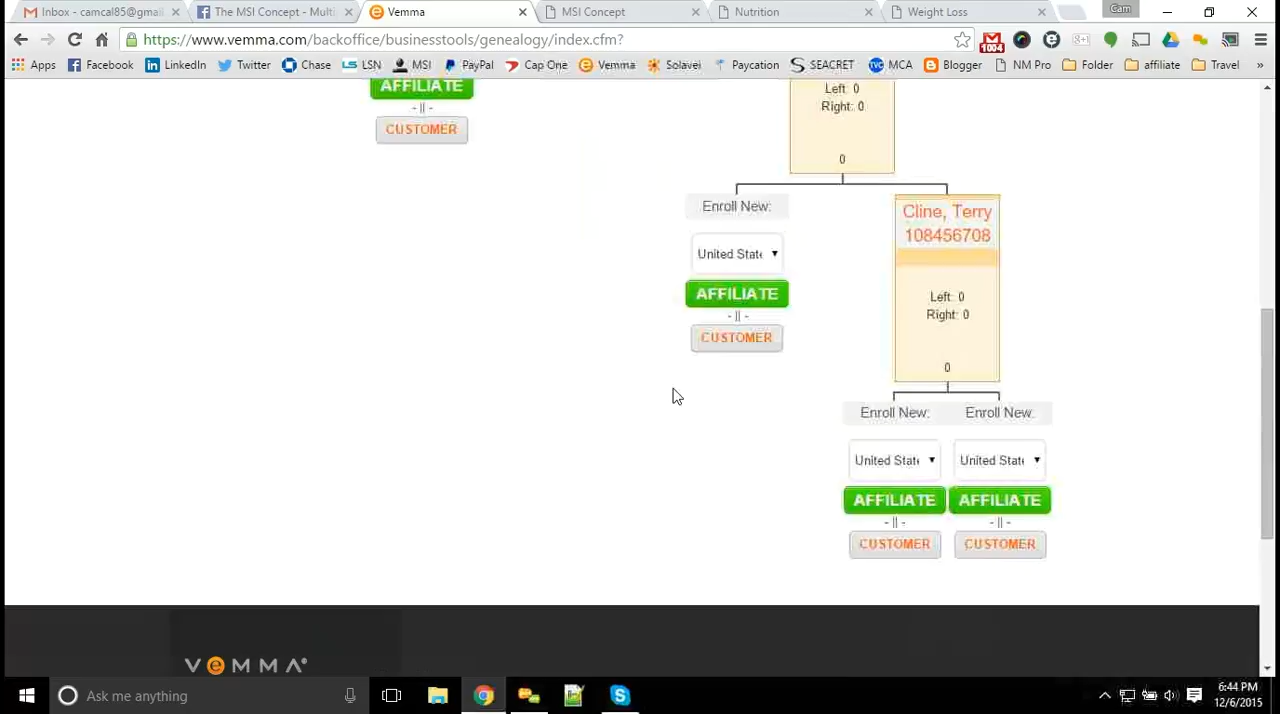 Inbox - camcal85@gmail
The MSI Concept - Multi
Vemma
MSI Concept
Nutrition
Weight Loss
Cam
https://www.vemma.com/backoffice/businesstools/genealogy/index.cfm?
1004
Apps
Facebook
LinkedIn
Twitter
Chase
LSN
MSI
PayPal
Cap One
Vemma
Solavei
Paycation
SEACRET
MCA
Blogger
NM Pro
Folder
affiliate
Travel
»
AFFILIATE
- || -
CUSTOMER
Left: 0
Right: 0
0
Enroll New:
United State
AFFILIATE
- || -
CUSTOMER
Cline, Terry
108456708
Left: 0
Right: 0
0
Enroll New: Enroll New:
United State United State
AFFILIATE AFFILIATE
- || - - || -
CUSTOMER CUSTOMER
VEMMA®
Ask me anything
6:44 PM
12/6/2015